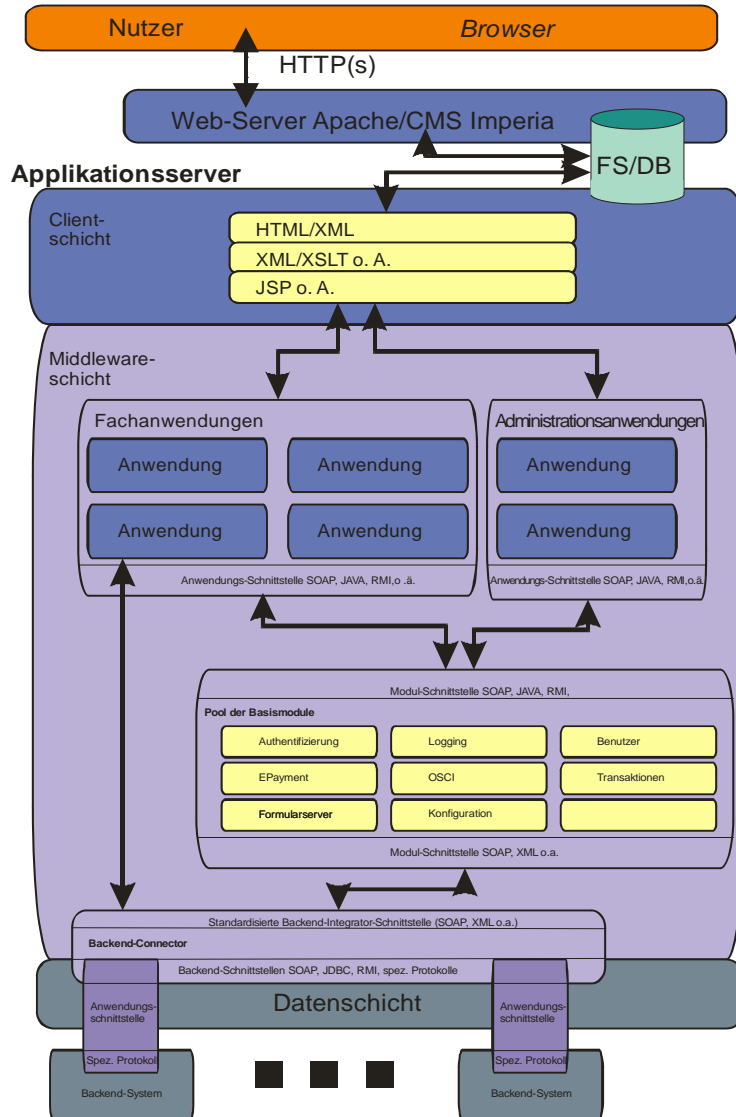 Nutzer
Browser
HTTP(s)
Web-Server Apache/CMS Imperia
FS/DB
Applikationsserver
Client-
schicht
HTML/XML
XML/XSLT o. A.
JSP o. A.
Middleware-
schicht
Fachanwendungen
Anwendung
Anwendung
Anwendung
Anwendung
Anwendungs-Schnittstelle SOAP, JAVA, RMI,o .ä.
Administrationsanwendungen
Anwendung
Anwendung
Anwendungs-Schnittstelle SOAP, JAVA, RMI,o.ä.
Modul-Schnittstelle SOAP, JAVA, RMI,
Pool der Basismodule
Authentifizierung
Logging
Benutzer
EPayment
OSCI
Transaktionen
Formularserver
Konfiguration
Modul-Schnittstelle SOAP, XML o.a.
Standardisierte Backend-Integrator-Schnittstelle (SOAP, XML o.a.)
Backend-Connector
Backend-Schnittstellen SOAP, JDBC, RMI, spez. Protokolle
Datenschicht
Anwendungs-
schnittstelle
Spez. Protokoll
Backend-System
Anwendungs-
schnittstelle
Spez. Protokoll
Backend-System